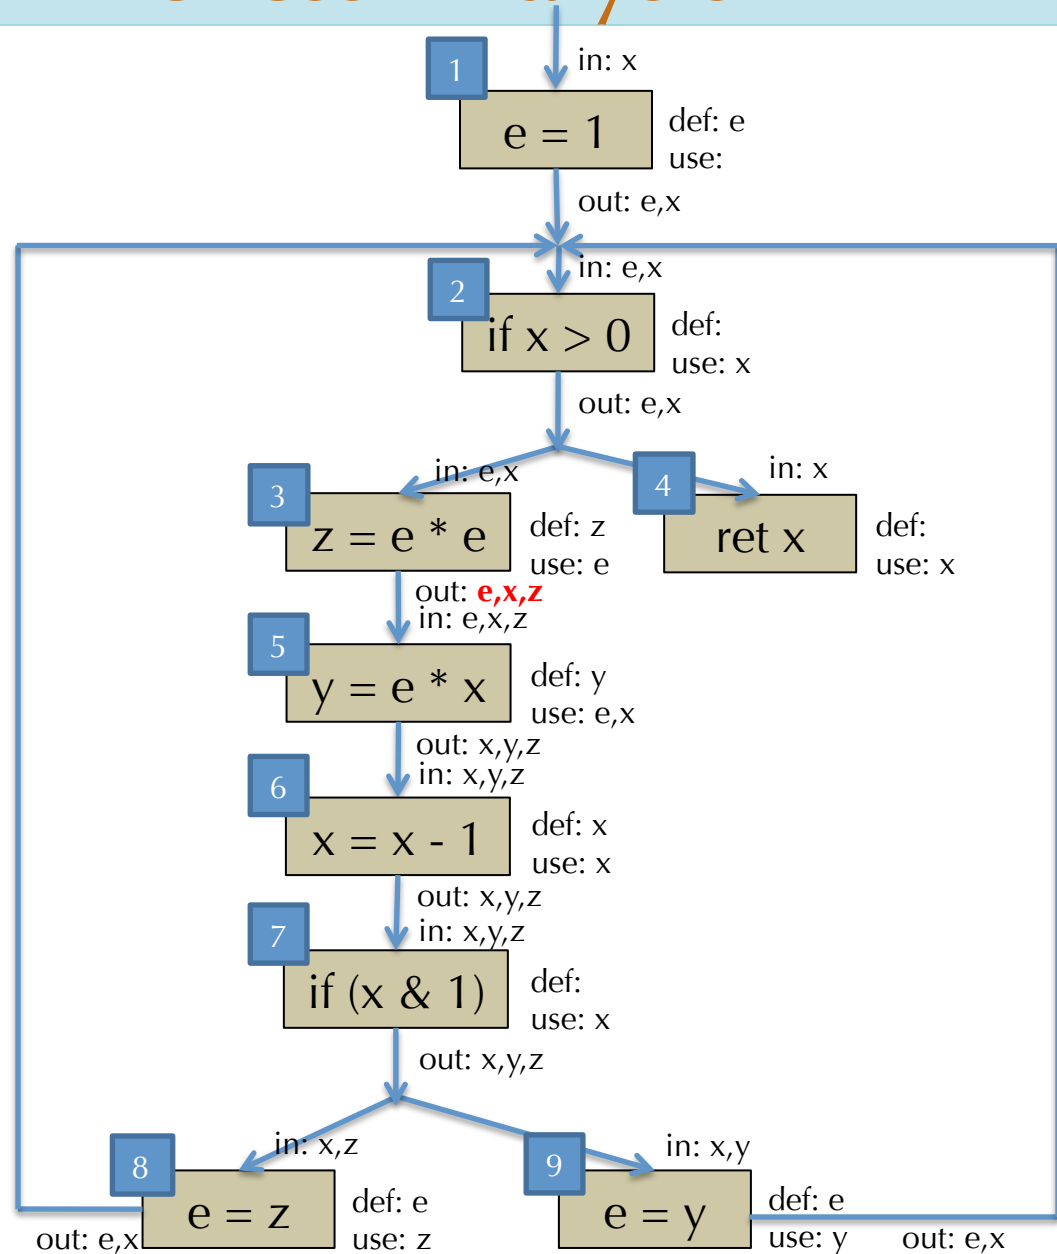 1
in: x
e = 1
def: e
use:
out: e,x
in: e,x
2
if x > 0
def:
use: x
out: e,x
in: e,x
3
z = e * e
def: z
use: e
in: x
4
ret x
def:
use: x
out: e,x,z
in: e,x,z
5
y = e * x
def: y
use: e,x
out: x,y,z
in: x,y,z
6
x = x - 1
def: x
use: x
out: x,y,z
in: x,y,z
7
if (x & 1)
def:
use: x
out: x,y,z
in: x,z
8
e = z
def: e
use: z
out: e,x
in: x,y
9
e = y
def: e
use: y
out: e,x